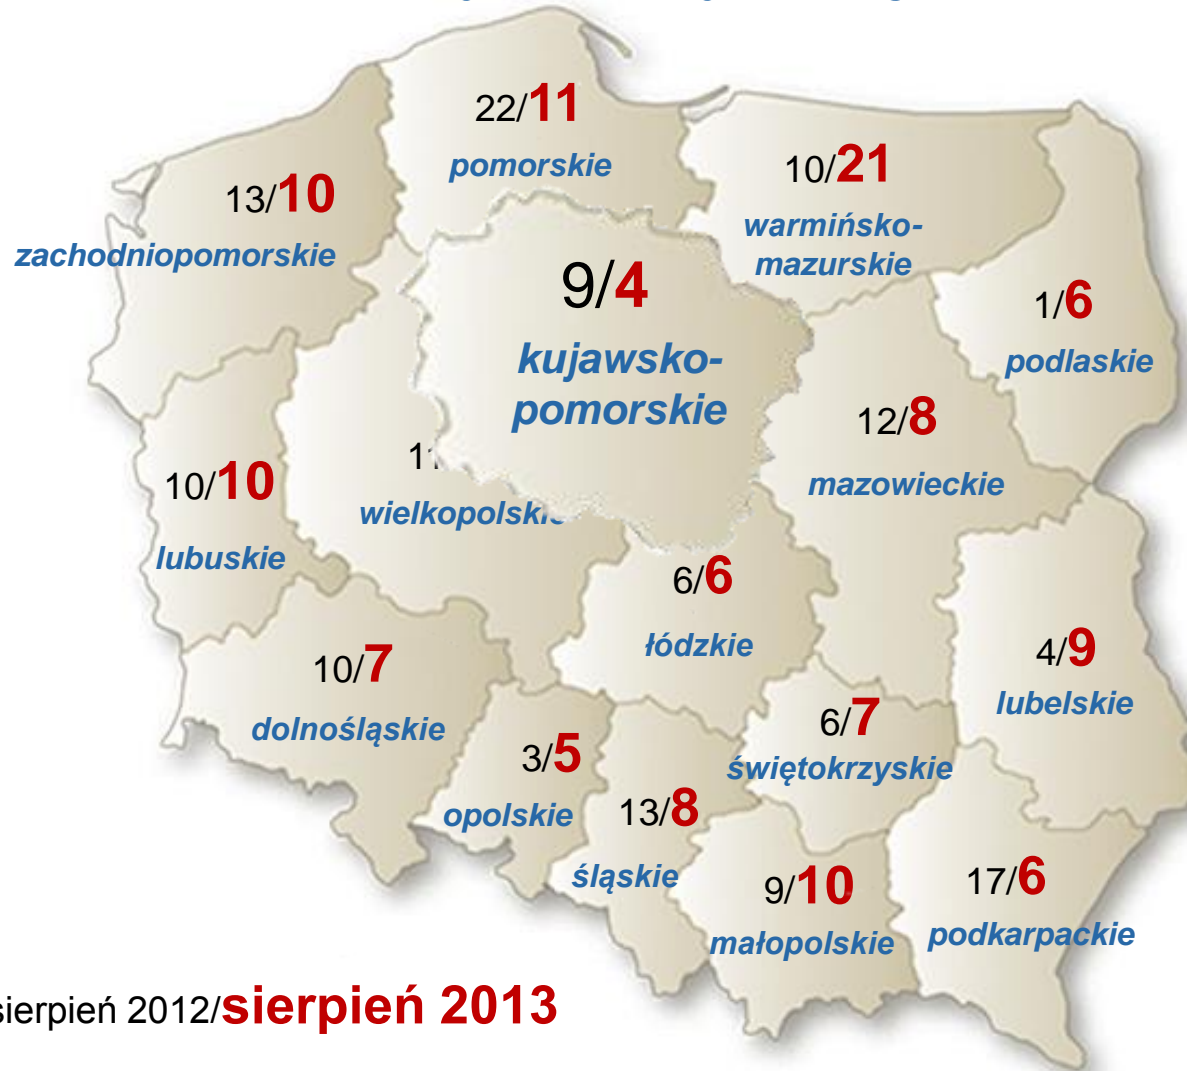 22/11
pomorskie
13/10
zachodniopomorskie
10/21
warmińsko-
mazurskie
9/4
kujawsko-
pomorskie
1/6
podlaskie
12/8
mazowieckie
10/10
lubuskie
wielkopolskie
6/6
łódzkie
4/9
lubelskie
10/7
dolnośląskie
6/7
świętokrzyskie
3/5
opolskie
13/8
śląskie
9/10
małopolskie
17/6
podkarpackie
sierpień 2012/sierpień 2013